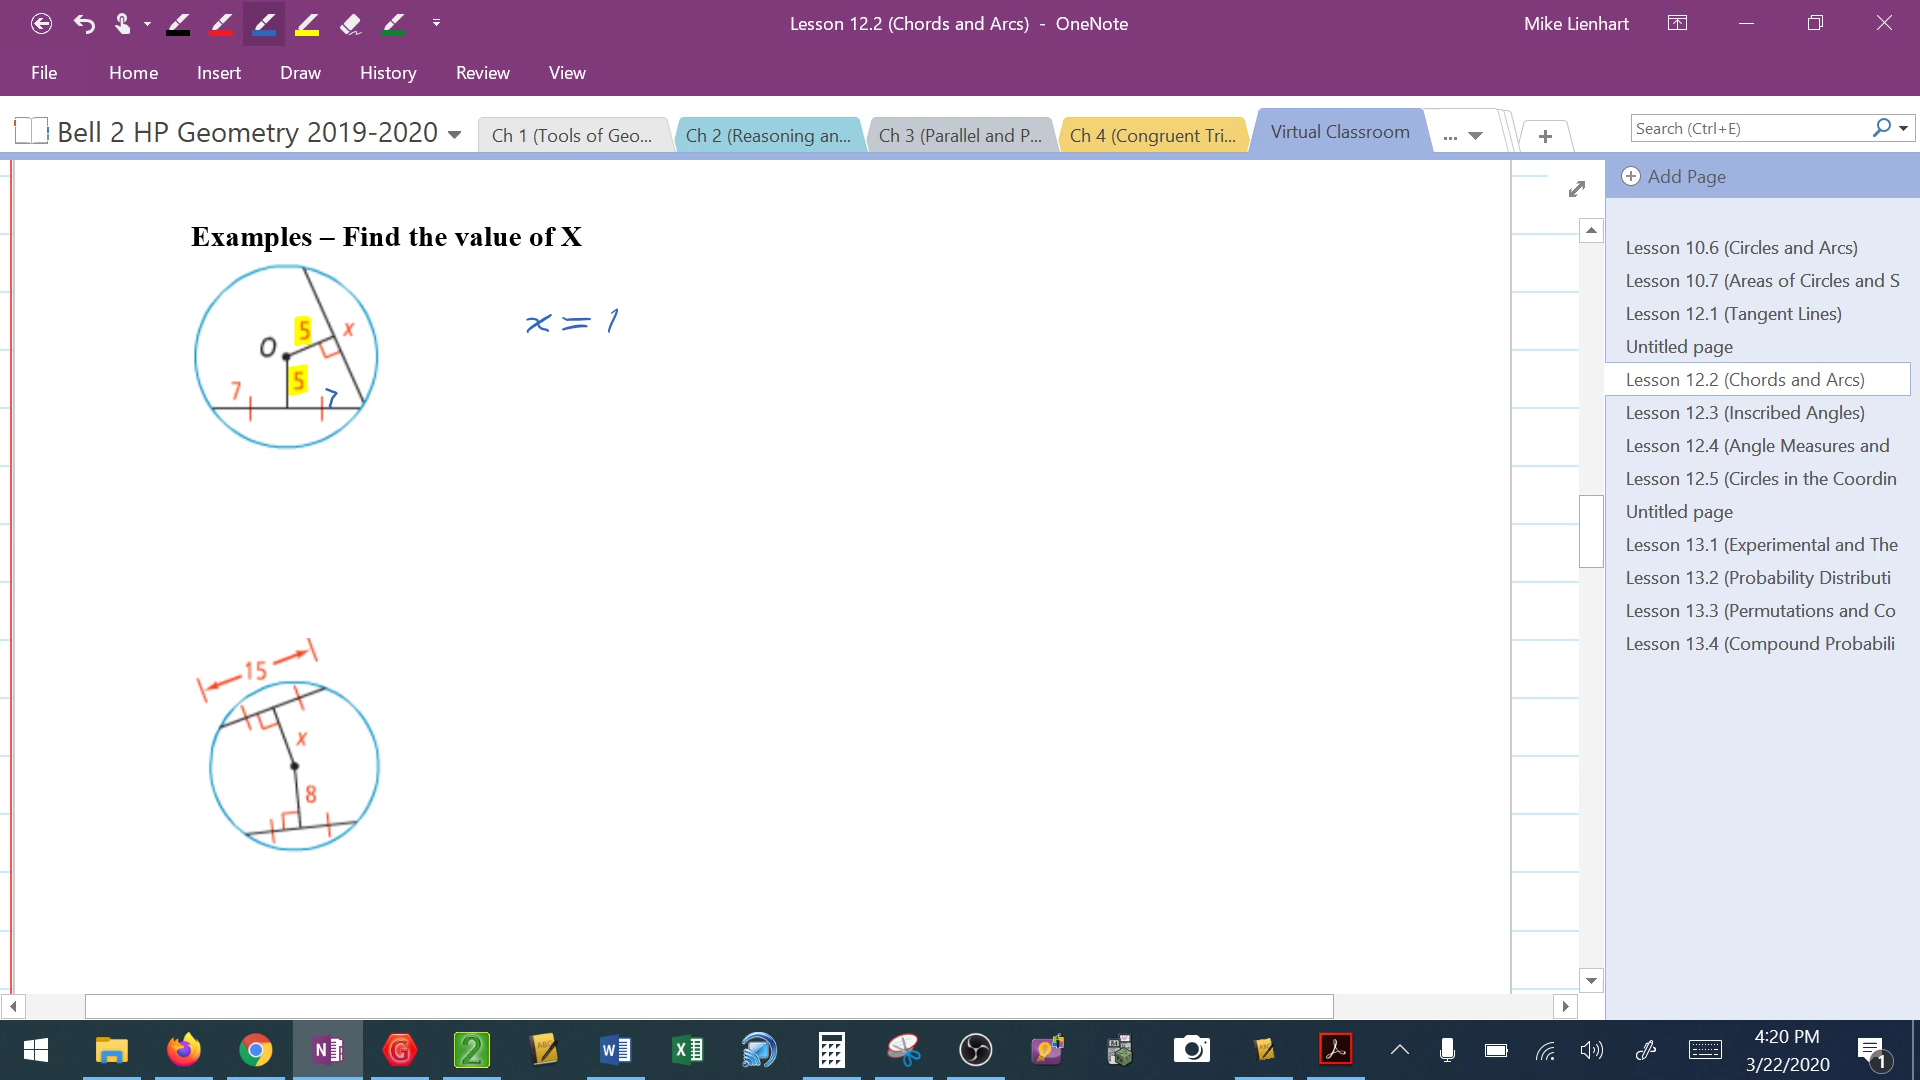 Lesson 12.2 (Chords and Arcs) - OneNote
Mike Lienhart
File Home Insert Draw History Review View
Bell 2 HP Geometry 2019-2020
Ch 1 (Tools of Geo...
Ch 2 (Reasoning an...
Ch 3 (Parallel and P...
Ch 4 (Congruent Tri...
Virtual Classroom
...
Search (Ctrl+E)
Add Page
Lesson 10.6 (Circles and Arcs)
Lesson 10.7 (Areas of Circles and S
Lesson 12.1 (Tangent Lines)
Untitled page
Lesson 12.2 (Chords and Arcs)
Lesson 12.3 (Inscribed Angles)
Lesson 12.4 (Angle Measures and
Lesson 12.5 (Circles in the Coordin
Untitled page
Lesson 13.1 (Experimental and The
Lesson 13.2 (Probability Distributi
Lesson 13.3 (Permutations and Co
Lesson 13.4 (Compound Probabili
Examples – Find the value of X
5 x
O
5
7 7
x = 1
15
x
8
4:20 PM
3/22/2020
1